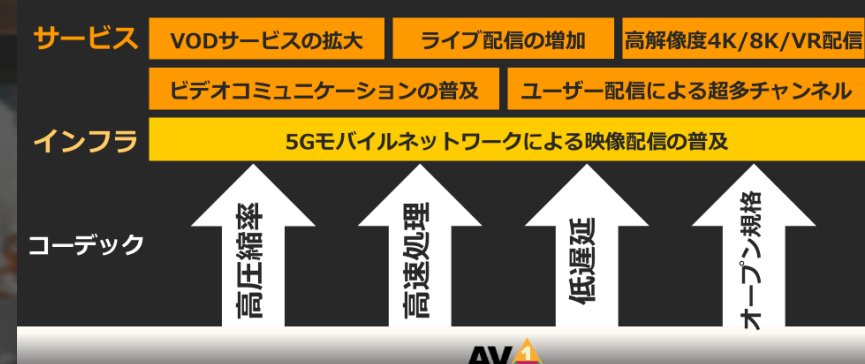 サービス
VODサービスの拡大
ライブ配信の増加
高解像度4K/8K/VR配信
ビデオコミュニケーションの普及
ユーザー配信による超多チャンネル
インフラ
5Gモバイルネットワークによる映像配信の普及
コーデック
高圧縮率
高速処理
低遅延
オープン規格
AV1